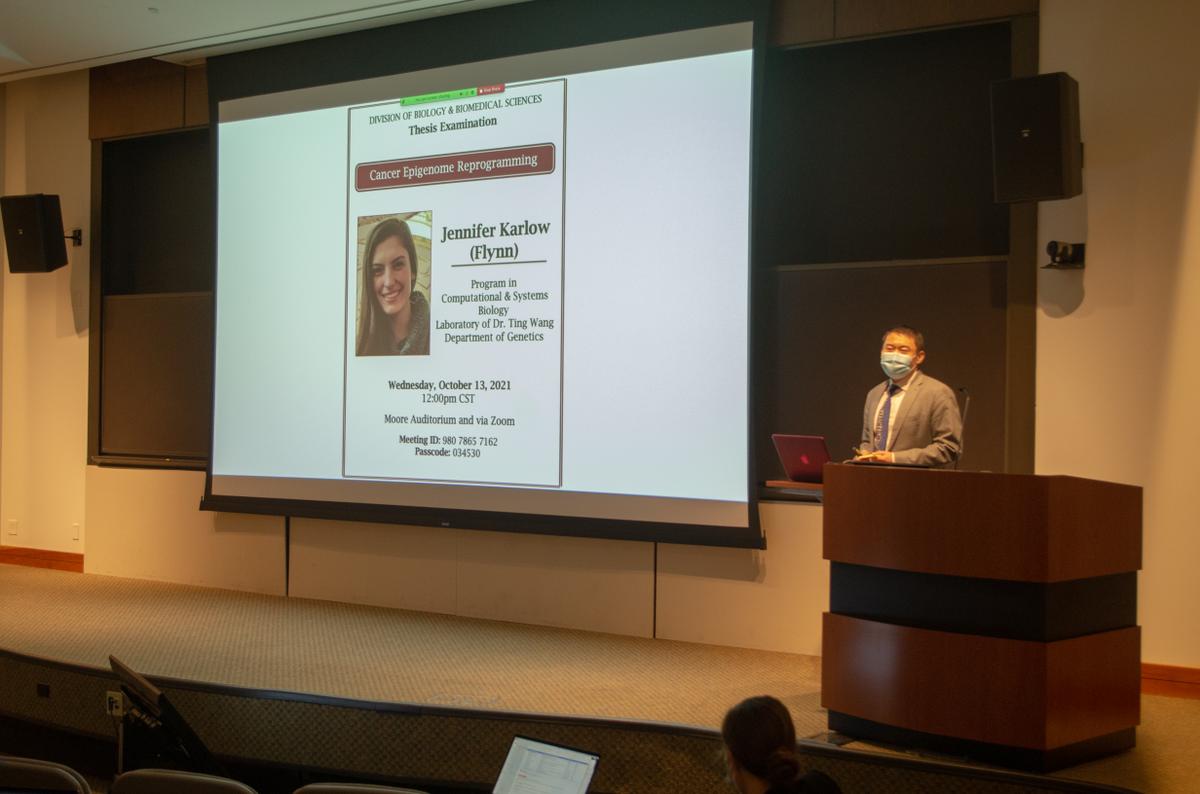 DIVISION OF BIOLOGY & BIOMEDICAL SCIENCES
Thesis Examination
Cancer Epigenome Reprogramming
Jennifer Karlow
(Flynn)
Program in
Computational & Systems
Biology
Laboratory of Dr. Ting Wang
Department of Genetics
Wednesday, October 13, 2021
12:00pm CST
Moore Auditorium and via Zoom
Meeting ID: 980 7865 7162
Passcode: 034530